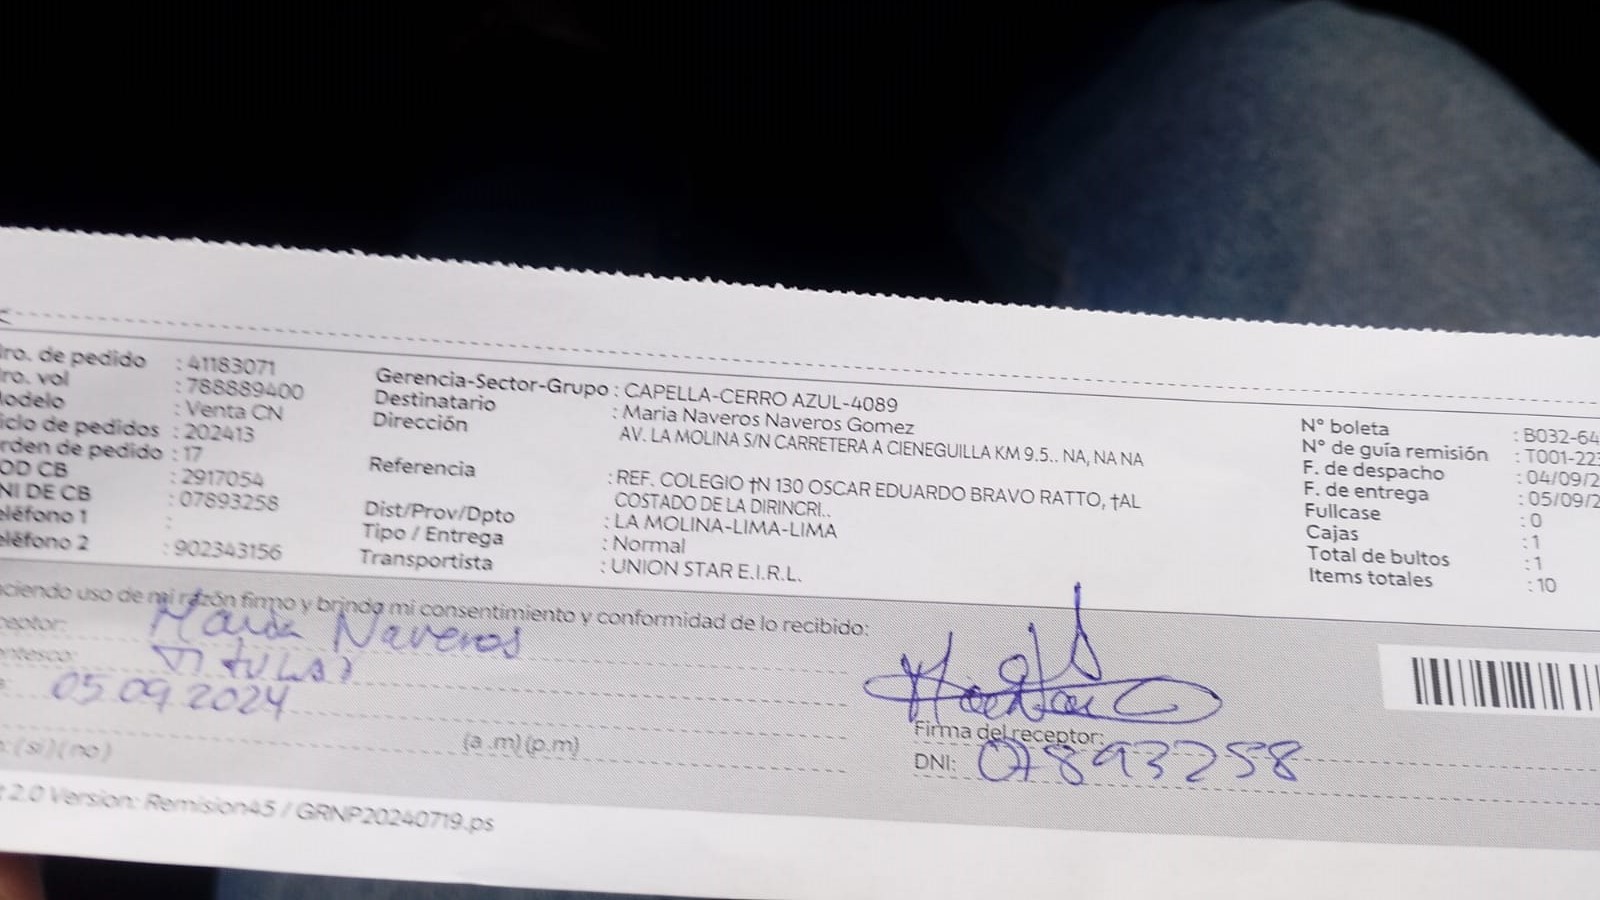 ro. de pedido : 41183071
ro. vol : 788889400
odelo : Venta CN
iclo de pedidos : 202413
rden de pedido : 17
OD CB : 2917054
NI DE CB : 07893258
eléfono 1 :
eléfono 2 : 902343156
Gerencia-Sector-Grupo : CAPELLA-CERRO AZUL-4089
Destinatario : Maria Naveros Naveros Gomez
Dirección AV. LA MOLINA S/N CARRETERA A CIENEGUILLA KM 9.5.. NA, NA NA
Referencia : REF. COLEGIO †N 130 OSCAR EDUARDO BRAVO RATTO, †AL
COSTADO DE LA DIRINCRI..
Dist/Prov/Dpto : LA MOLINA-LIMA-LIMA
Tipo / Entrega : Normal
Transportista : UNION STAR E.I.R.L.
N° boleta : B032-64
N° de guía remisión : T001-223
F. de despacho : 04/09/2
F. de entrega : 05/09/2
Fullcase : 0
Cajas : 1
Total de bultos : 1
Items totales : 10
aciendo uso de mi razón firmo y brindo mi consentimiento y conformidad de lo recibido:
ceptor: Maria Naveros
entesco: Titular
05.09.2024
: (si) (no) (a .m) (p.m)
Firma del receptor:
DNI: 07893258
2.0 Version: Remision45 / GRNP20240719.ps